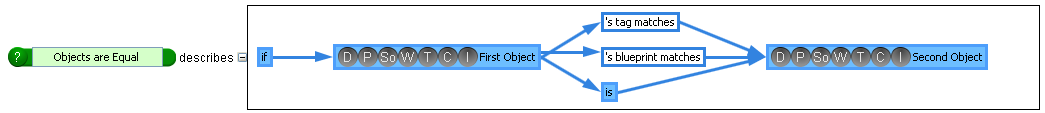 's tag matches
? Objects are Equal describes if D P So W T C I First Object 's blueprint matches D P So W T C I Second Object
is